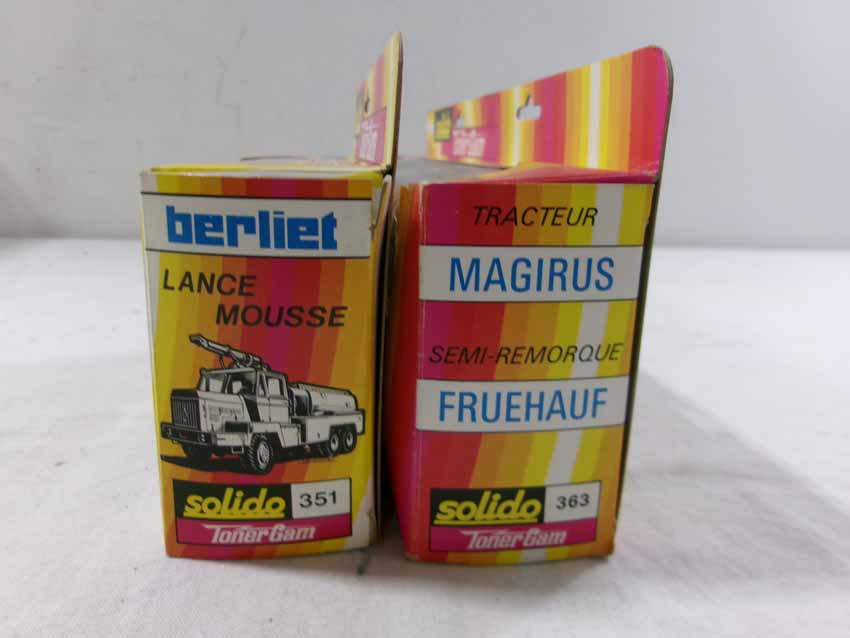 berliet
LANCE
MOUSSE
solido 351
TonerGam
TRACTEUR
MAGIRUS
SEMI-REMORQUE
FRUEHAUF
solido 363
TonerGam